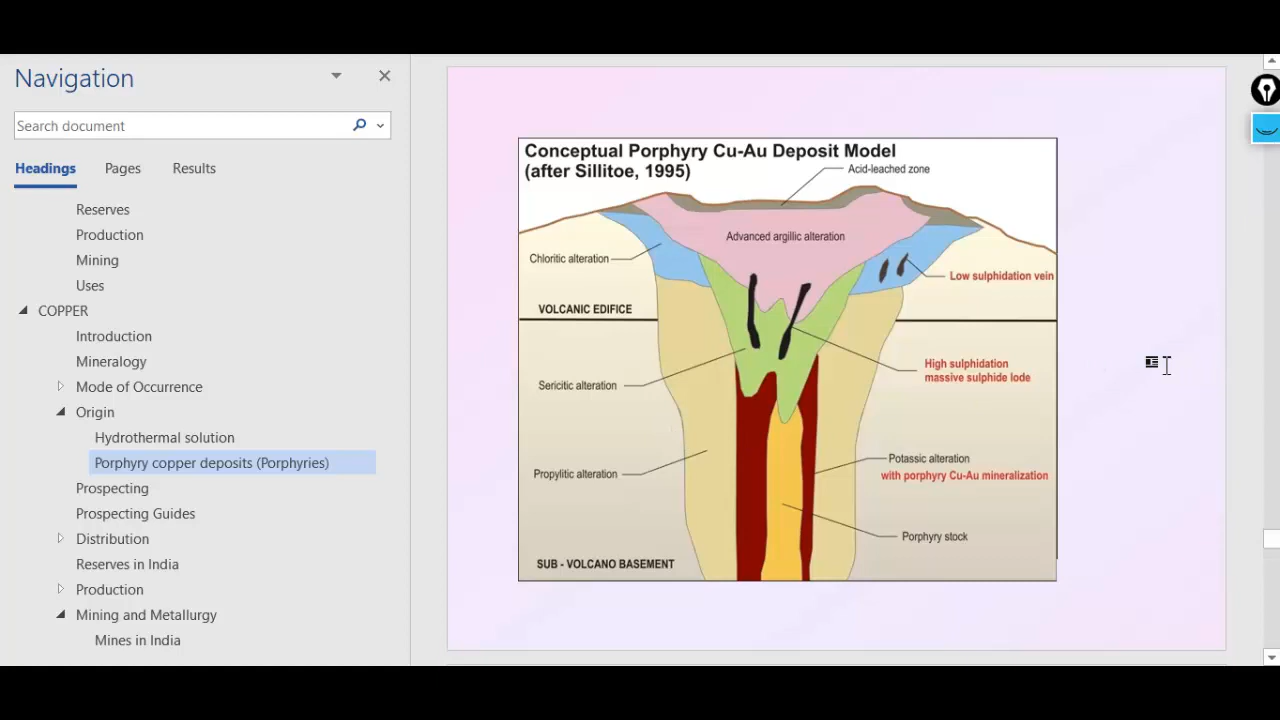 Navigation
Search document
Headings
Pages
Results
Reserves
Production
Mining
Uses
COPPER
Introduction
Mineralogy
Mode of Occurrence
Origin
Hydrothermal solution
Porphyry copper deposits (Porphyries)
Prospecting
Prospecting Guides
Distribution
Reserves in India
Production
Mining and Metallurgy
Mines in India
Conceptual Porphyry Cu-Au Deposit Model
(after Sillitoe, 1995)
Acid-leached zone
Advanced argillic alteration
Chloritic alteration
Low sulphidation vein
VOLCANIC EDIFICE
High sulphidation
massive sulphide lode
Sericitic alteration
Potassic alteration
with porphyry Cu-Au mineralization
Propylitic alteration
Porphyry stock
SUB - VOLCANO BASEMENT